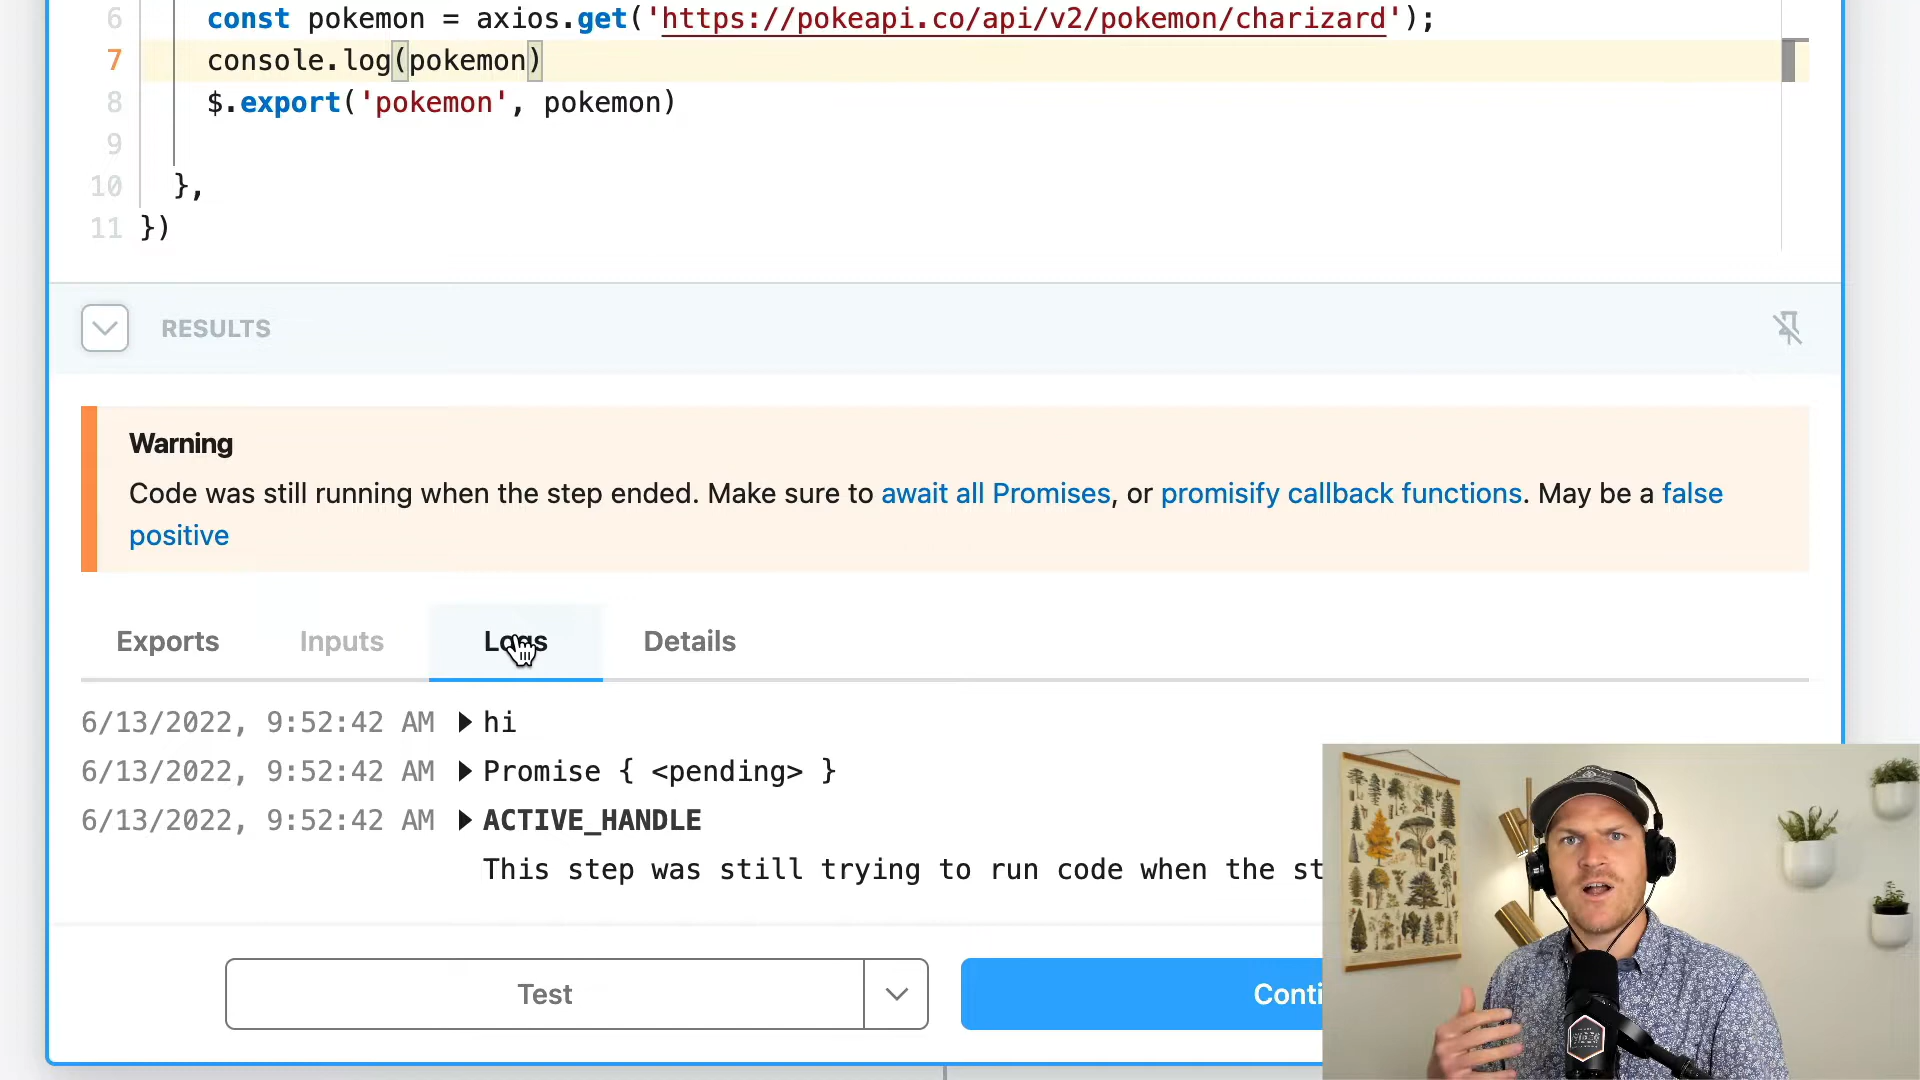 6 const pokemon = axios.get('https://pokeapi.co/api/v2/pokemon/charizard');
7 console.log(pokemon)
8 $.export('pokemon', pokemon)
9
10 },
11 })
RESULTS
Warning
Code was still running when the step ended. Make sure to await all Promises, or promisify callback functions. May be a false
positive
Exports Inputs Logs Details
6/13/2022, 9:52:42 AM hi
6/13/2022, 9:52:42 AM Promise { <pending> }
6/13/2022, 9:52:42 AM ACTIVE_HANDLE
This step was still trying to run code when the st
Test Conti